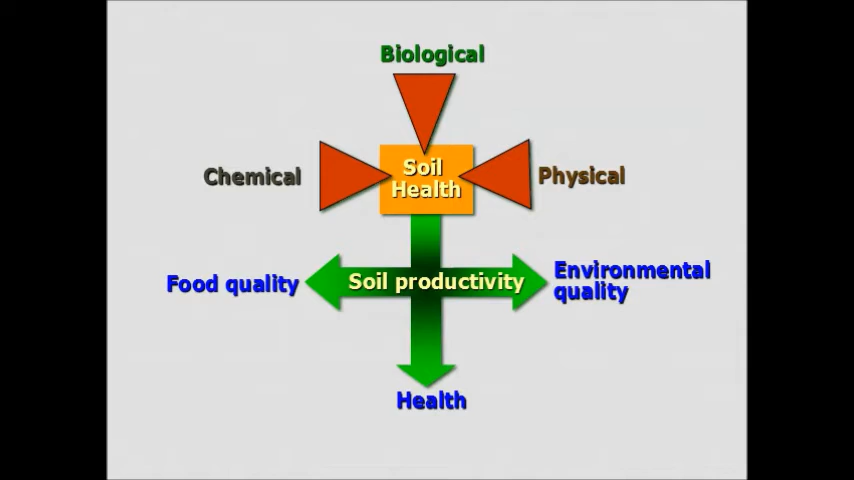 Biological
Chemical
Soil
Health
Physical
Food quality
Soil productivity
Environmental
quality
Health